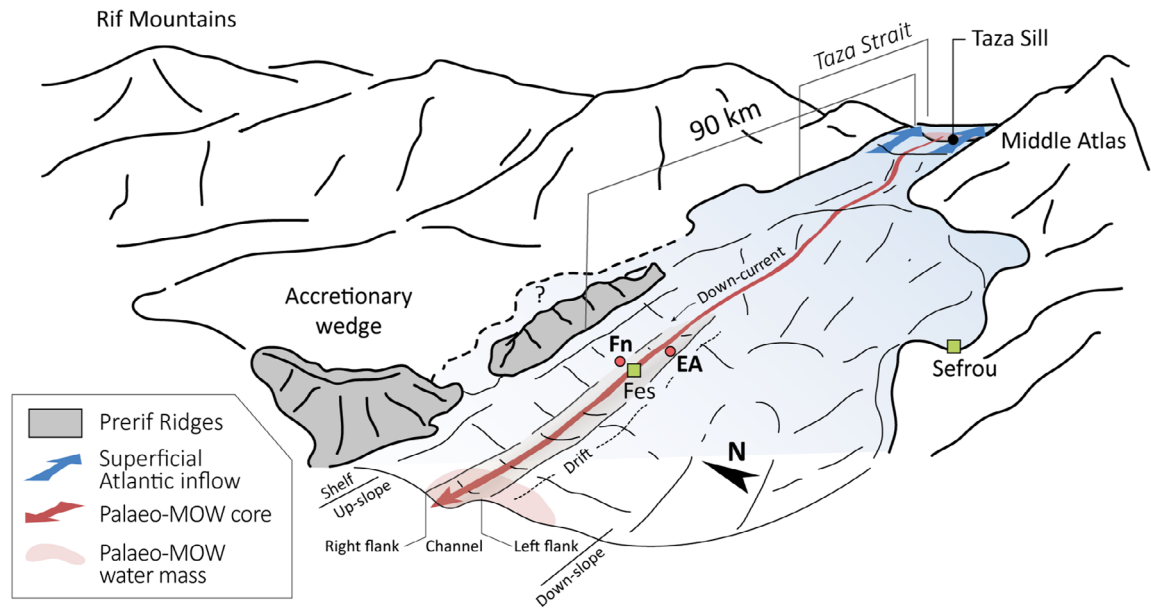 Rif Mountains
Taza Strait
Taza Sill
90 km
Middle Atlas
Accretionary
wedge
?
Down-current
Fn
EA
Fes
Sefrou
N
Drift
Shelf
Up-slope
Right flank
Channel
Left flank
Down-slope
Prerif Ridges
Superficial
Atlantic inflow
Palaeo-MOW core
Palaeo-MOW
water mass